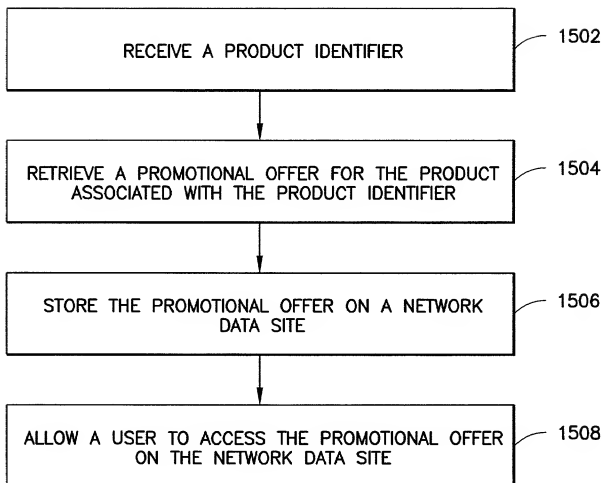 RECEIVE A PRODUCT IDENTIFIER
1502
RETRIEVE A PROMOTIONAL OFFER FOR THE PRODUCT
ASSOCIATED WITH THE PRODUCT IDENTIFIER
1504
STORE THE PROMOTIONAL OFFER ON A NETWORK
DATA SITE
1506
ALLOW A USER TO ACCESS THE PROMOTIONAL OFFER
ON THE NETWORK DATA SITE
1508